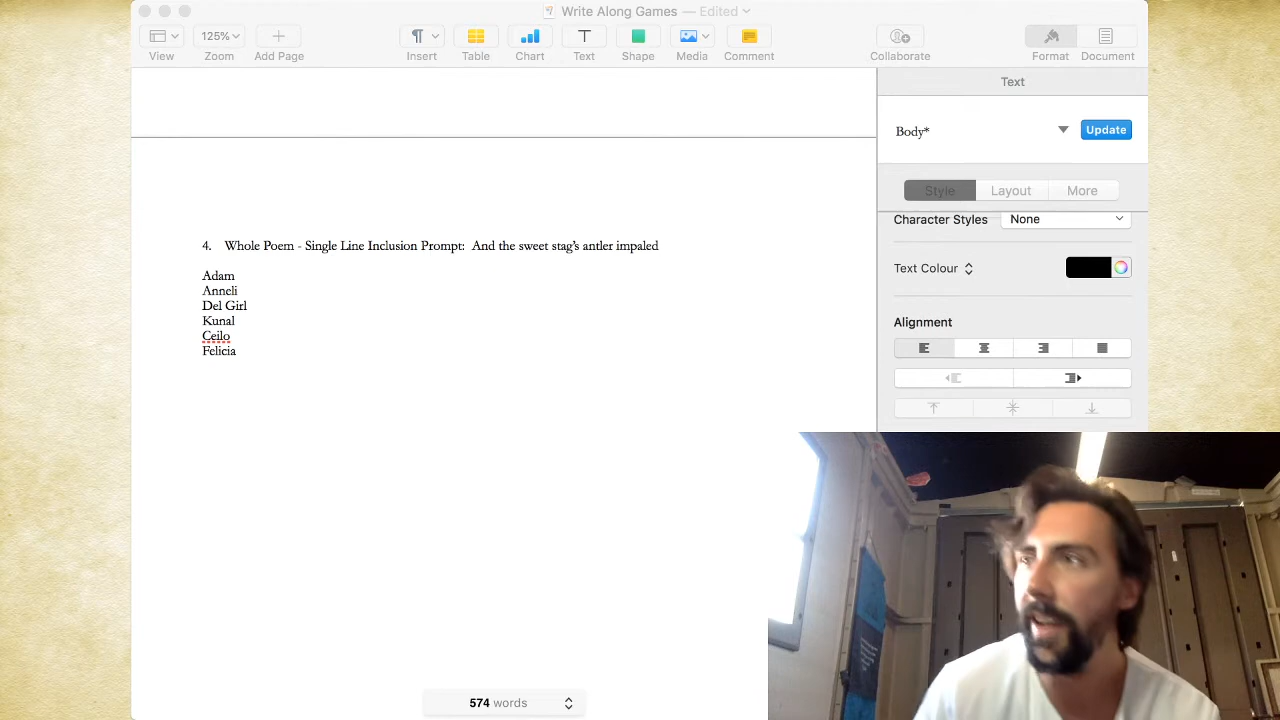 Write Along Games — Edited
View
125%
Zoom
Add Page
Insert
Table
Chart
Text
Shape
Media
Comment
Collaborate
Format
Document
Text
Body*
Update
Style
Layout
More
Character Styles
None
Text Colour
Alignment
4. Whole Poem - Single Line Inclusion Prompt: And the sweet stag's antler impaled
Adam
Anneli
Del Girl
Kunal
Ceilo
Felicia
574 words